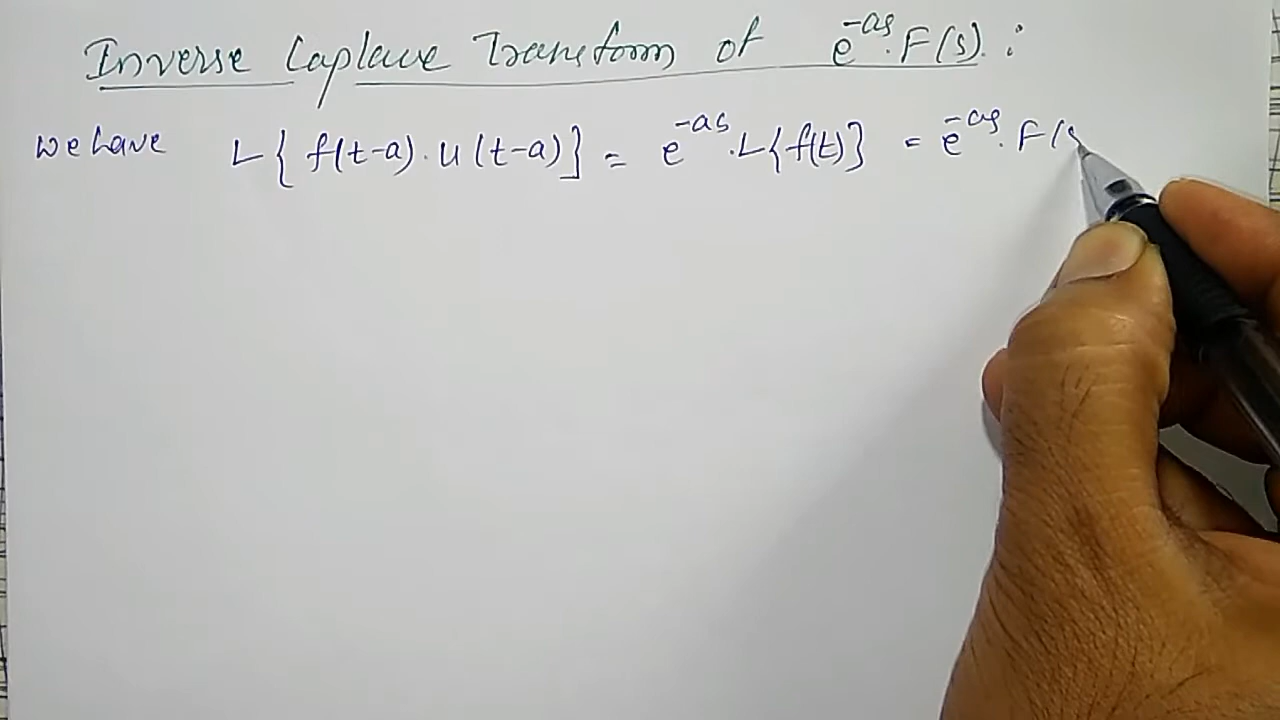 Inverse Laplace Transform of e^{-as}.F(s) :
we have L{f(t-a).u(t-a)} = e^{-as}.L{f(t)} = e^{-as}.F(s